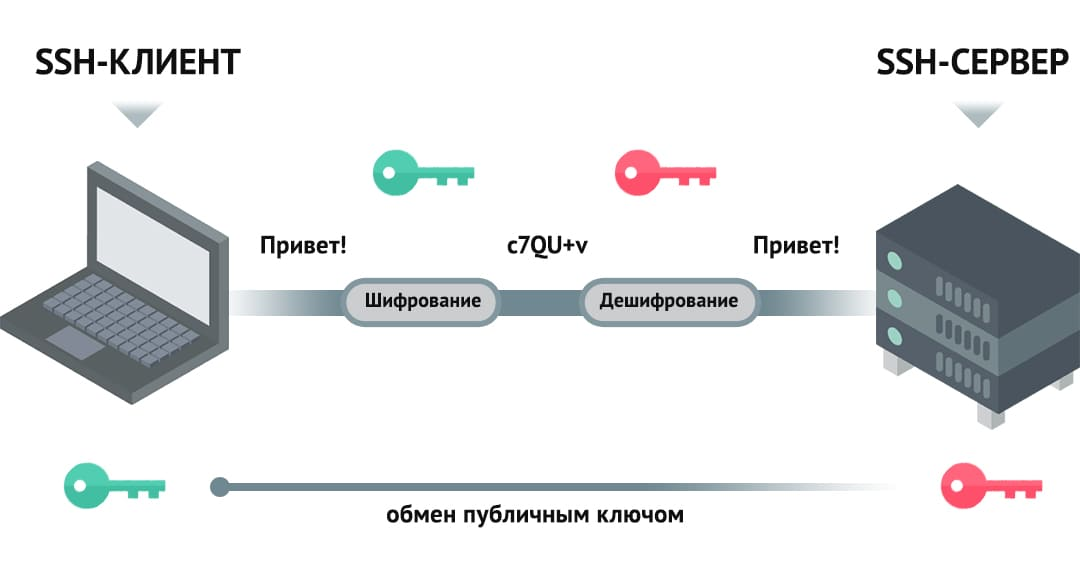 SSH-КЛИЕНТ
SSH-СЕРВЕР
Привет!
c7QU+v
Привет!
Шифрование
Дешифрование
обмен публичным ключом